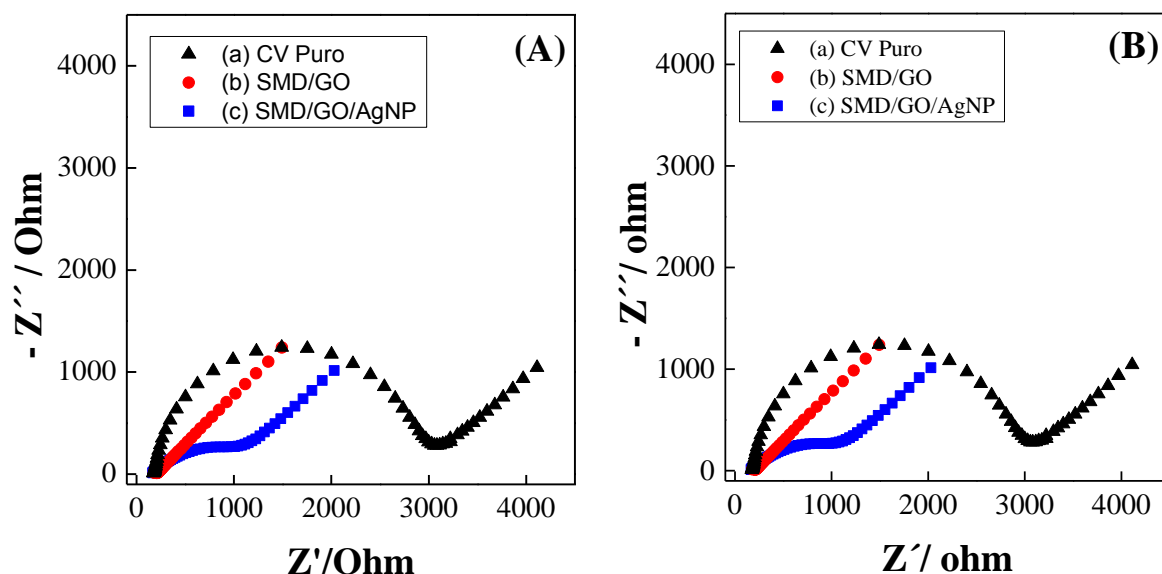 (A)
(a) CV Puro
(b) SMD/GO
(c) SMD/GO/AgNP
4000
3000
2000
1000
0
- Z´´/ Ohm
0 1000 2000 3000 4000
Z'/Ohm
(B)
(a) CV Puro
(b) SMD/GO
(c) SMD/GO/AgNP
4000
3000
2000
1000
0
- Z´´/ ohm
0 1000 2000 3000 4000
Z´/ ohm